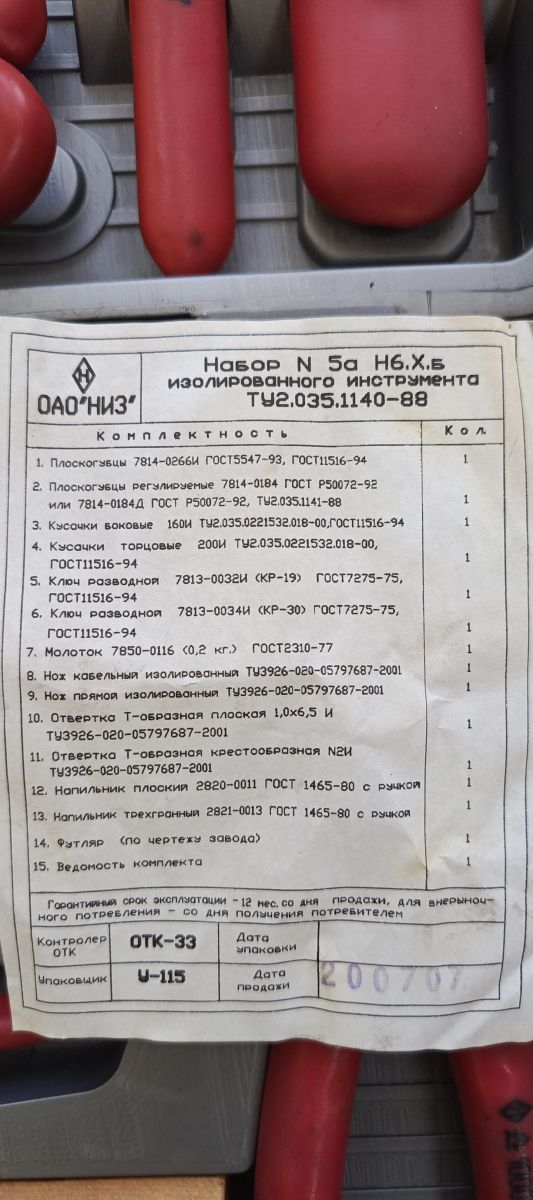 Н
ОАО"НИЗ"
Набор N 5а Н6.Х.Б
изолированного инструмента
ТУ2.035.1140-88
Комплектность
Кол.
1. Плоскогубцы 7814-0266И ГОСТ5547-93, ГОСТ11516-94 1
2. Плоскогубцы регулируемые 7814-0184 ГОСТ Р50072-92
или 7814-0184Д ГОСТ Р50072-92, ТУ2.035.1141-88 1
3. Кусачки боковые 160И ТУ2.035.0221532.018-00,ГОСТ11516-94 1
4. Кусачки торцовые 200И ТУ2.035.0221532.018-00,
ГОСТ11516-94 1
5. Ключ разводной 7813-0032И (КР-19) ГОСТ7275-75,
ГОСТ11516-94 1
6. Ключ разводной 7813-0034И (КР-30) ГОСТ7275-75,
ГОСТ11516-94 1
7. Молоток 7850-0116 (0,2 кг.) ГОСТ2310-77 1
8. Нож кабельный изолированный ТУ3926-020-05797687-2001 1
9. Нож прямой изолированный ТУ3926-020-05797687-2001 1
10. Отвертка Т-образная плоская 1,0х6,5 И
ТУ3926-020-05797687-2001 1
11. Отвертка Т-образная крестообразная N2И
ТУ3926-020-05797687-2001 1
12. Напильник плоский 2820-0011 ГОСТ 1465-80 с ручкой 1
13. Напильник трехгранный 2821-0013 ГОСТ 1465-80 с ручкой 1
14. Футляр (по чертежу завода) 1
15. Ведомость комплекта 1
Гарантийный срок эксплуатации -12 мес. со дня продажи, для внерыноч-
ного потребления - со дня получения потребителем
Контролер
ОТК
ОТК-33
Дата
упаковки
Упаковщик
У-115
Дата
продажи
200707